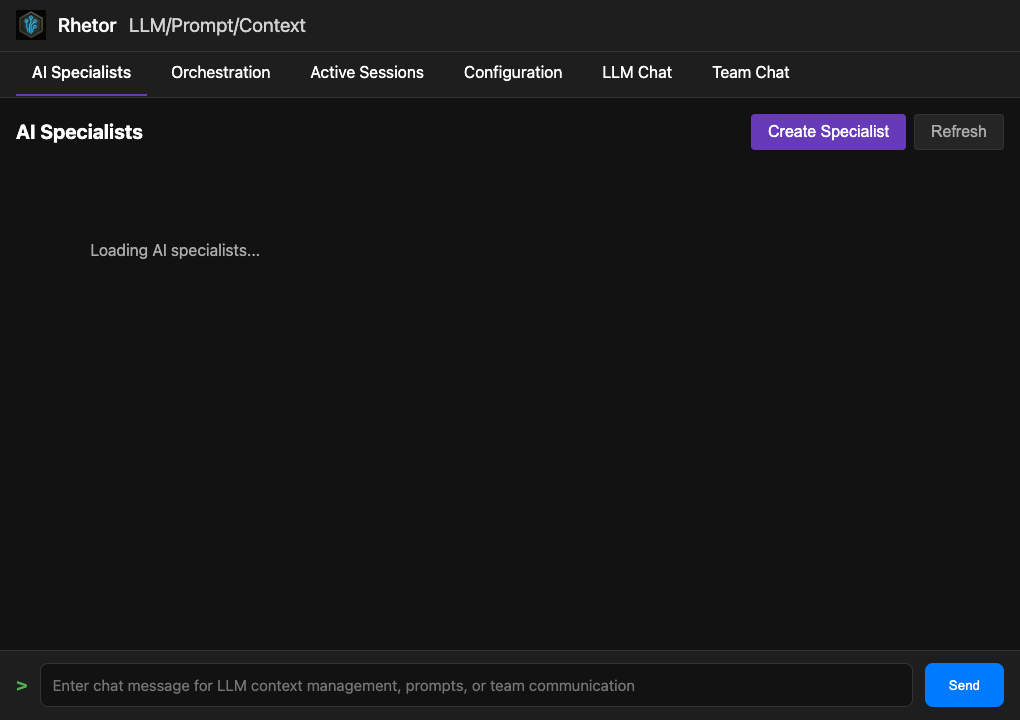 Rhetor LLM/Prompt/Context
AI Specialists Orchestration Active Sessions Configuration LLM Chat Team Chat
AI Specialists Create Specialist Refresh
Loading AI specialists...
> Enter chat message for LLM context management, prompts, or team communication Send